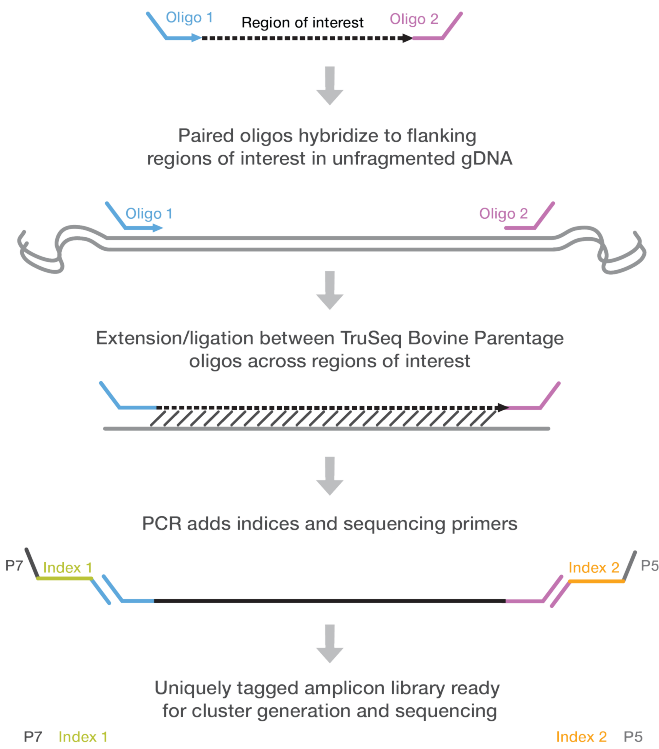 Oligo 1 Region of interest Oligo 2
Paired oligos hybridize to flanking
regions of interest in unfragmented gDNA
Oligo 1 Oligo 2
Extension/ligation between TruSeq Bovine Parentage
oligos across regions of interest
PCR adds indices and sequencing primers
P7 Index 1 Index 2 P5
Uniquely tagged amplicon library ready
for cluster generation and sequencing
P7 Index 1 Index 2 P5